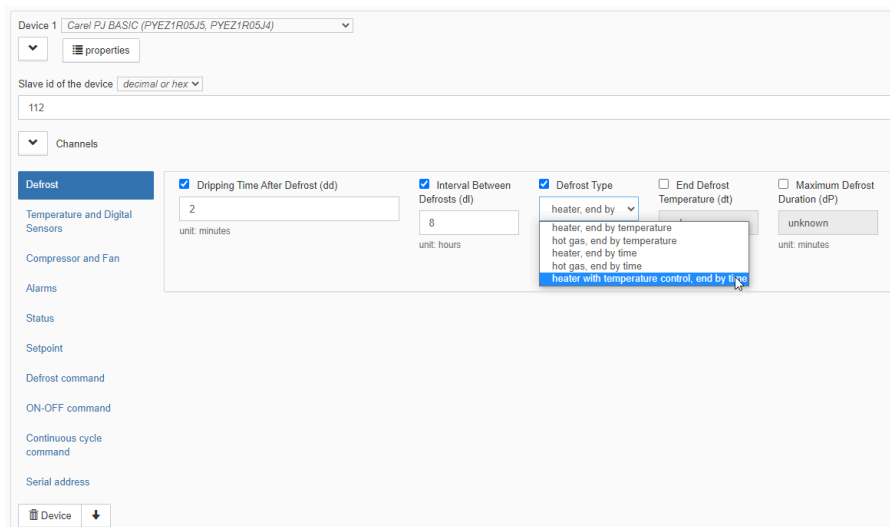 Device 1 Carel PJ BASIC (PYEZ1R05J5, PYEZ1R05J4)
properties
Slave id of the device decimal or hex
112
Channels
Defrost
Temperature and Digital
Sensors
Compressor and Fan
Alarms
Status
Setpoint
Defrost command
ON-OFF command
Continuous cycle
command
Serial address
Dripping Time After Defrost (dd)
2
unit: minutes
Interval Between
Defrosts (dI)
8
unit: hours
Defrost Type
heater, end by
heater, end by temperature
hot gas, end by temperature
heater, end by time
hot gas, end by time
heater with temperature control, end by time
End Defrost
Temperature (dt)
Maximum Defrost
Duration (dP)
unknown
unit: minutes
Device